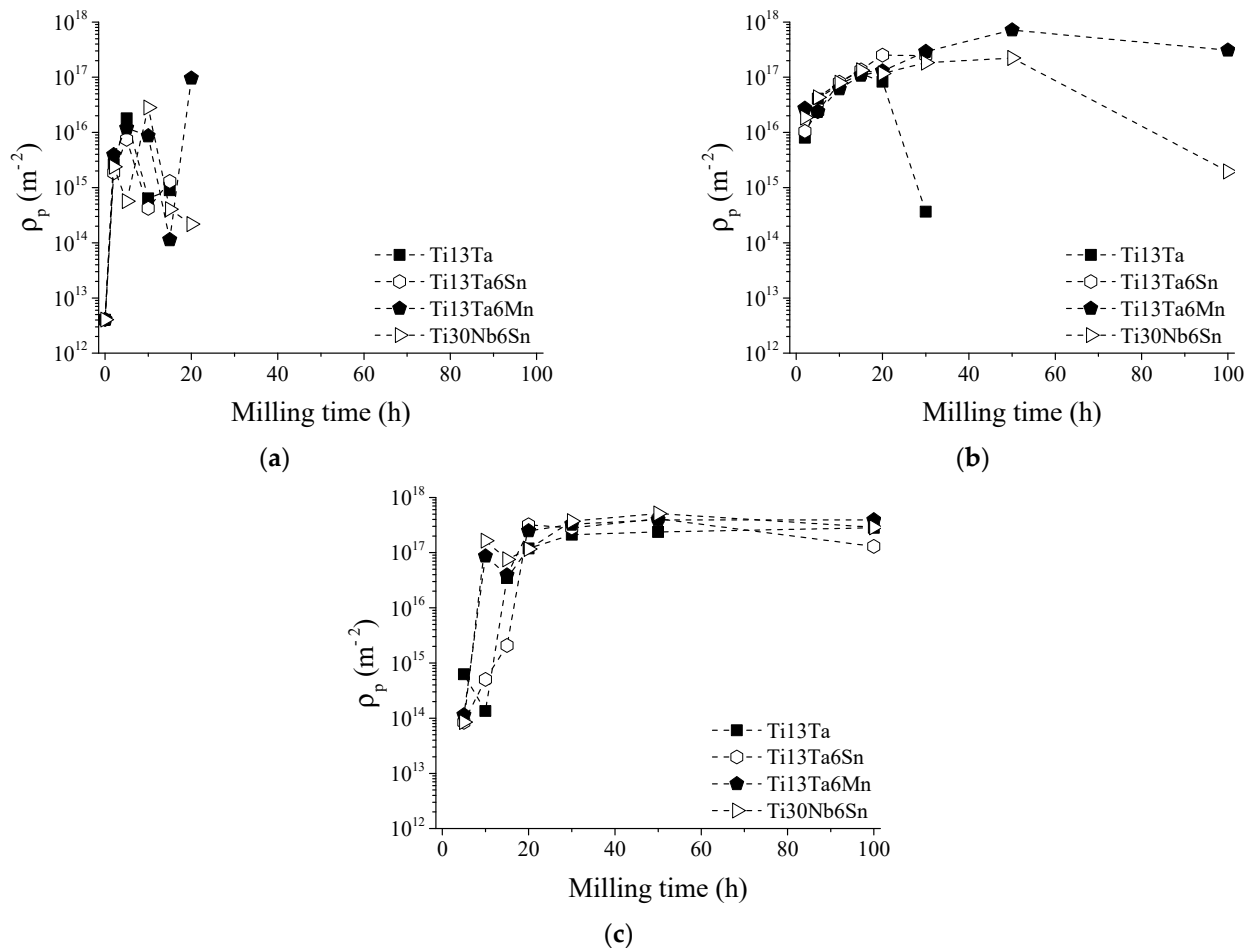 10^18
10^17
10^16
10^15
10^14
10^13
10^12
ρ_p (m^-2)
Ti13Ta
Ti13Ta6Sn
Ti13Ta6Mn
Ti30Nb6Sn
0 20 40 60 80 100
Milling time (h)
(a)
10^18
10^17
10^16
10^15
10^14
10^13
10^12
ρ_p (m^-2)
Ti13Ta
Ti13Ta6Sn
Ti13Ta6Mn
Ti30Nb6Sn
0 20 40 60 80 100
Milling time (h)
(b)
10^18
10^17
10^16
10^15
10^14
10^13
10^12
ρ_p (m^-2)
Ti13Ta
Ti13Ta6Sn
Ti13Ta6Mn
Ti30Nb6Sn
0 20 40 60 80 100
Milling time (h)
(c)